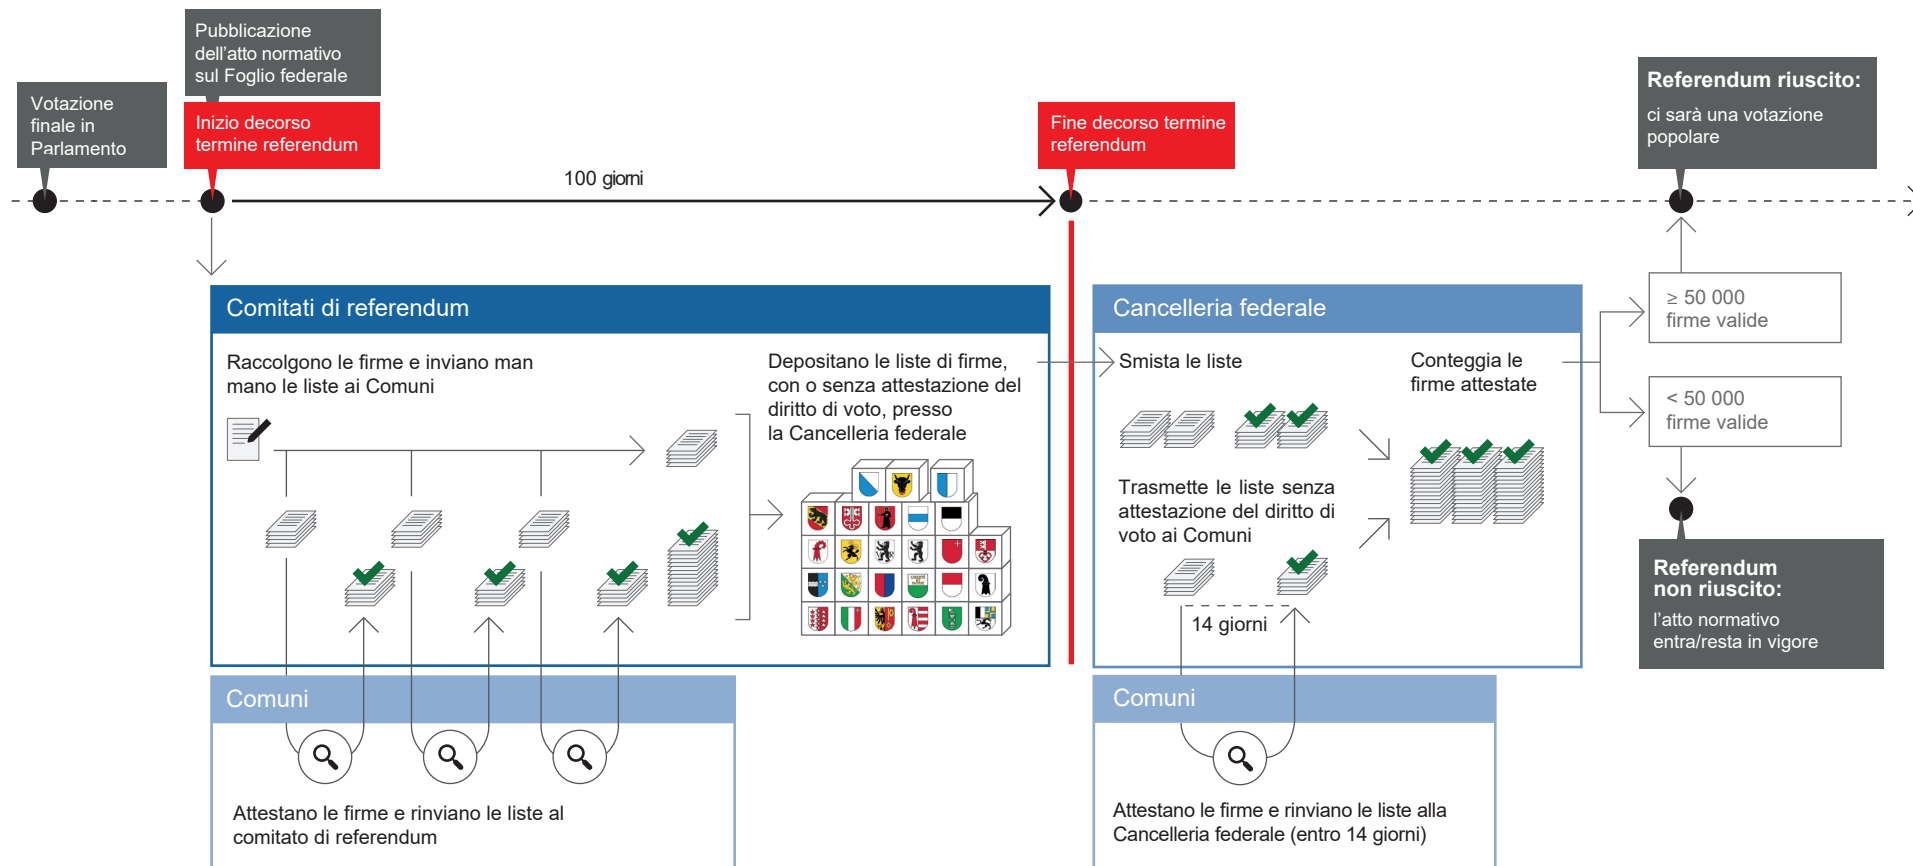 Votazione
finale in
Parlamento
Pubblicazione
dell'atto normativo
sul Foglio federale
Inizio decorso
termine referendum
100 giorni
Fine decorso termine
referendum
Referendum riuscito:
ci sarà una votazione
popolare
Comitati di referendum
Raccolgono le firme e inviano man
mano le liste ai Comuni
Depositano le liste di firme,
con o senza attestazione del
diritto di voto, presso
la Cancelleria federale
Comuni
Attestano le firme e rinviano le liste al
comitato di referendum
Cancelleria federale
Smista le liste
Trasmette le liste senza
attestazione del diritto di
voto ai Comuni
14 giorni
Conteggia le
firme attestate
Comuni
Attestano le firme e rinviano le liste alla
Cancelleria federale (entro 14 giorni)
≥ 50 000
firme valide
< 50 000
firme valide
Referendum
non riuscito:
l'atto normativo
entra/resta in vigore